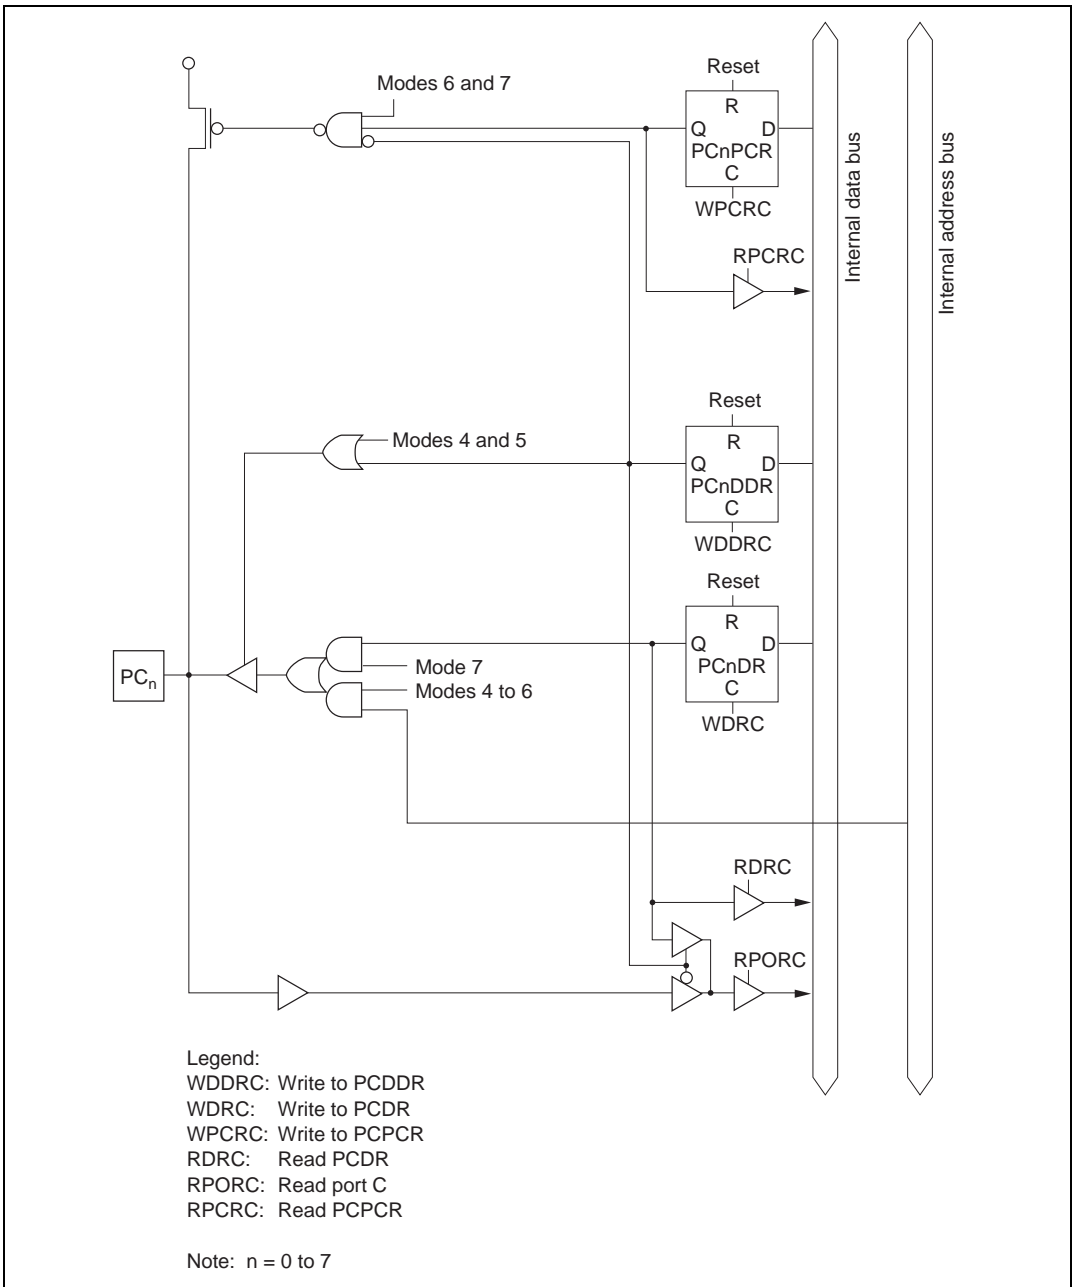 Reset
Modes 6 and 7
R
Q D
PCnPCR
C
WPCRC
RPCRC
Internal data bus
Internal address bus
Reset
Modes 4 and 5
R
Q D
PCnDDR
C
WDDRC
Reset
R
Q D
PCnDR
C
WDRC
Mode 7
Modes 4 to 6
PCn
RDRC
RPORC
Legend:
WDDRC: Write to PCDDR
WDRC: Write to PCDR
WPCRC: Write to PCPCR
RDRC: Read PCDR
RPORC: Read port C
RPCRC: Read PCPCR
Note: n = 0 to 7